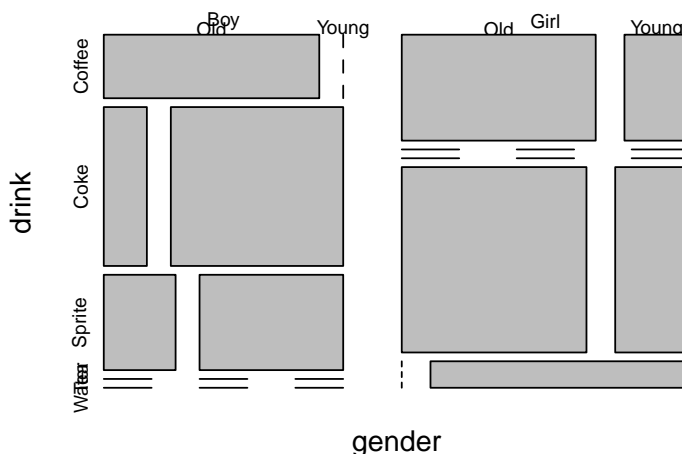 Boy
Girl
Old
Young
Old
Young
Coffee
Coke
Sprite
Water
drink
gender